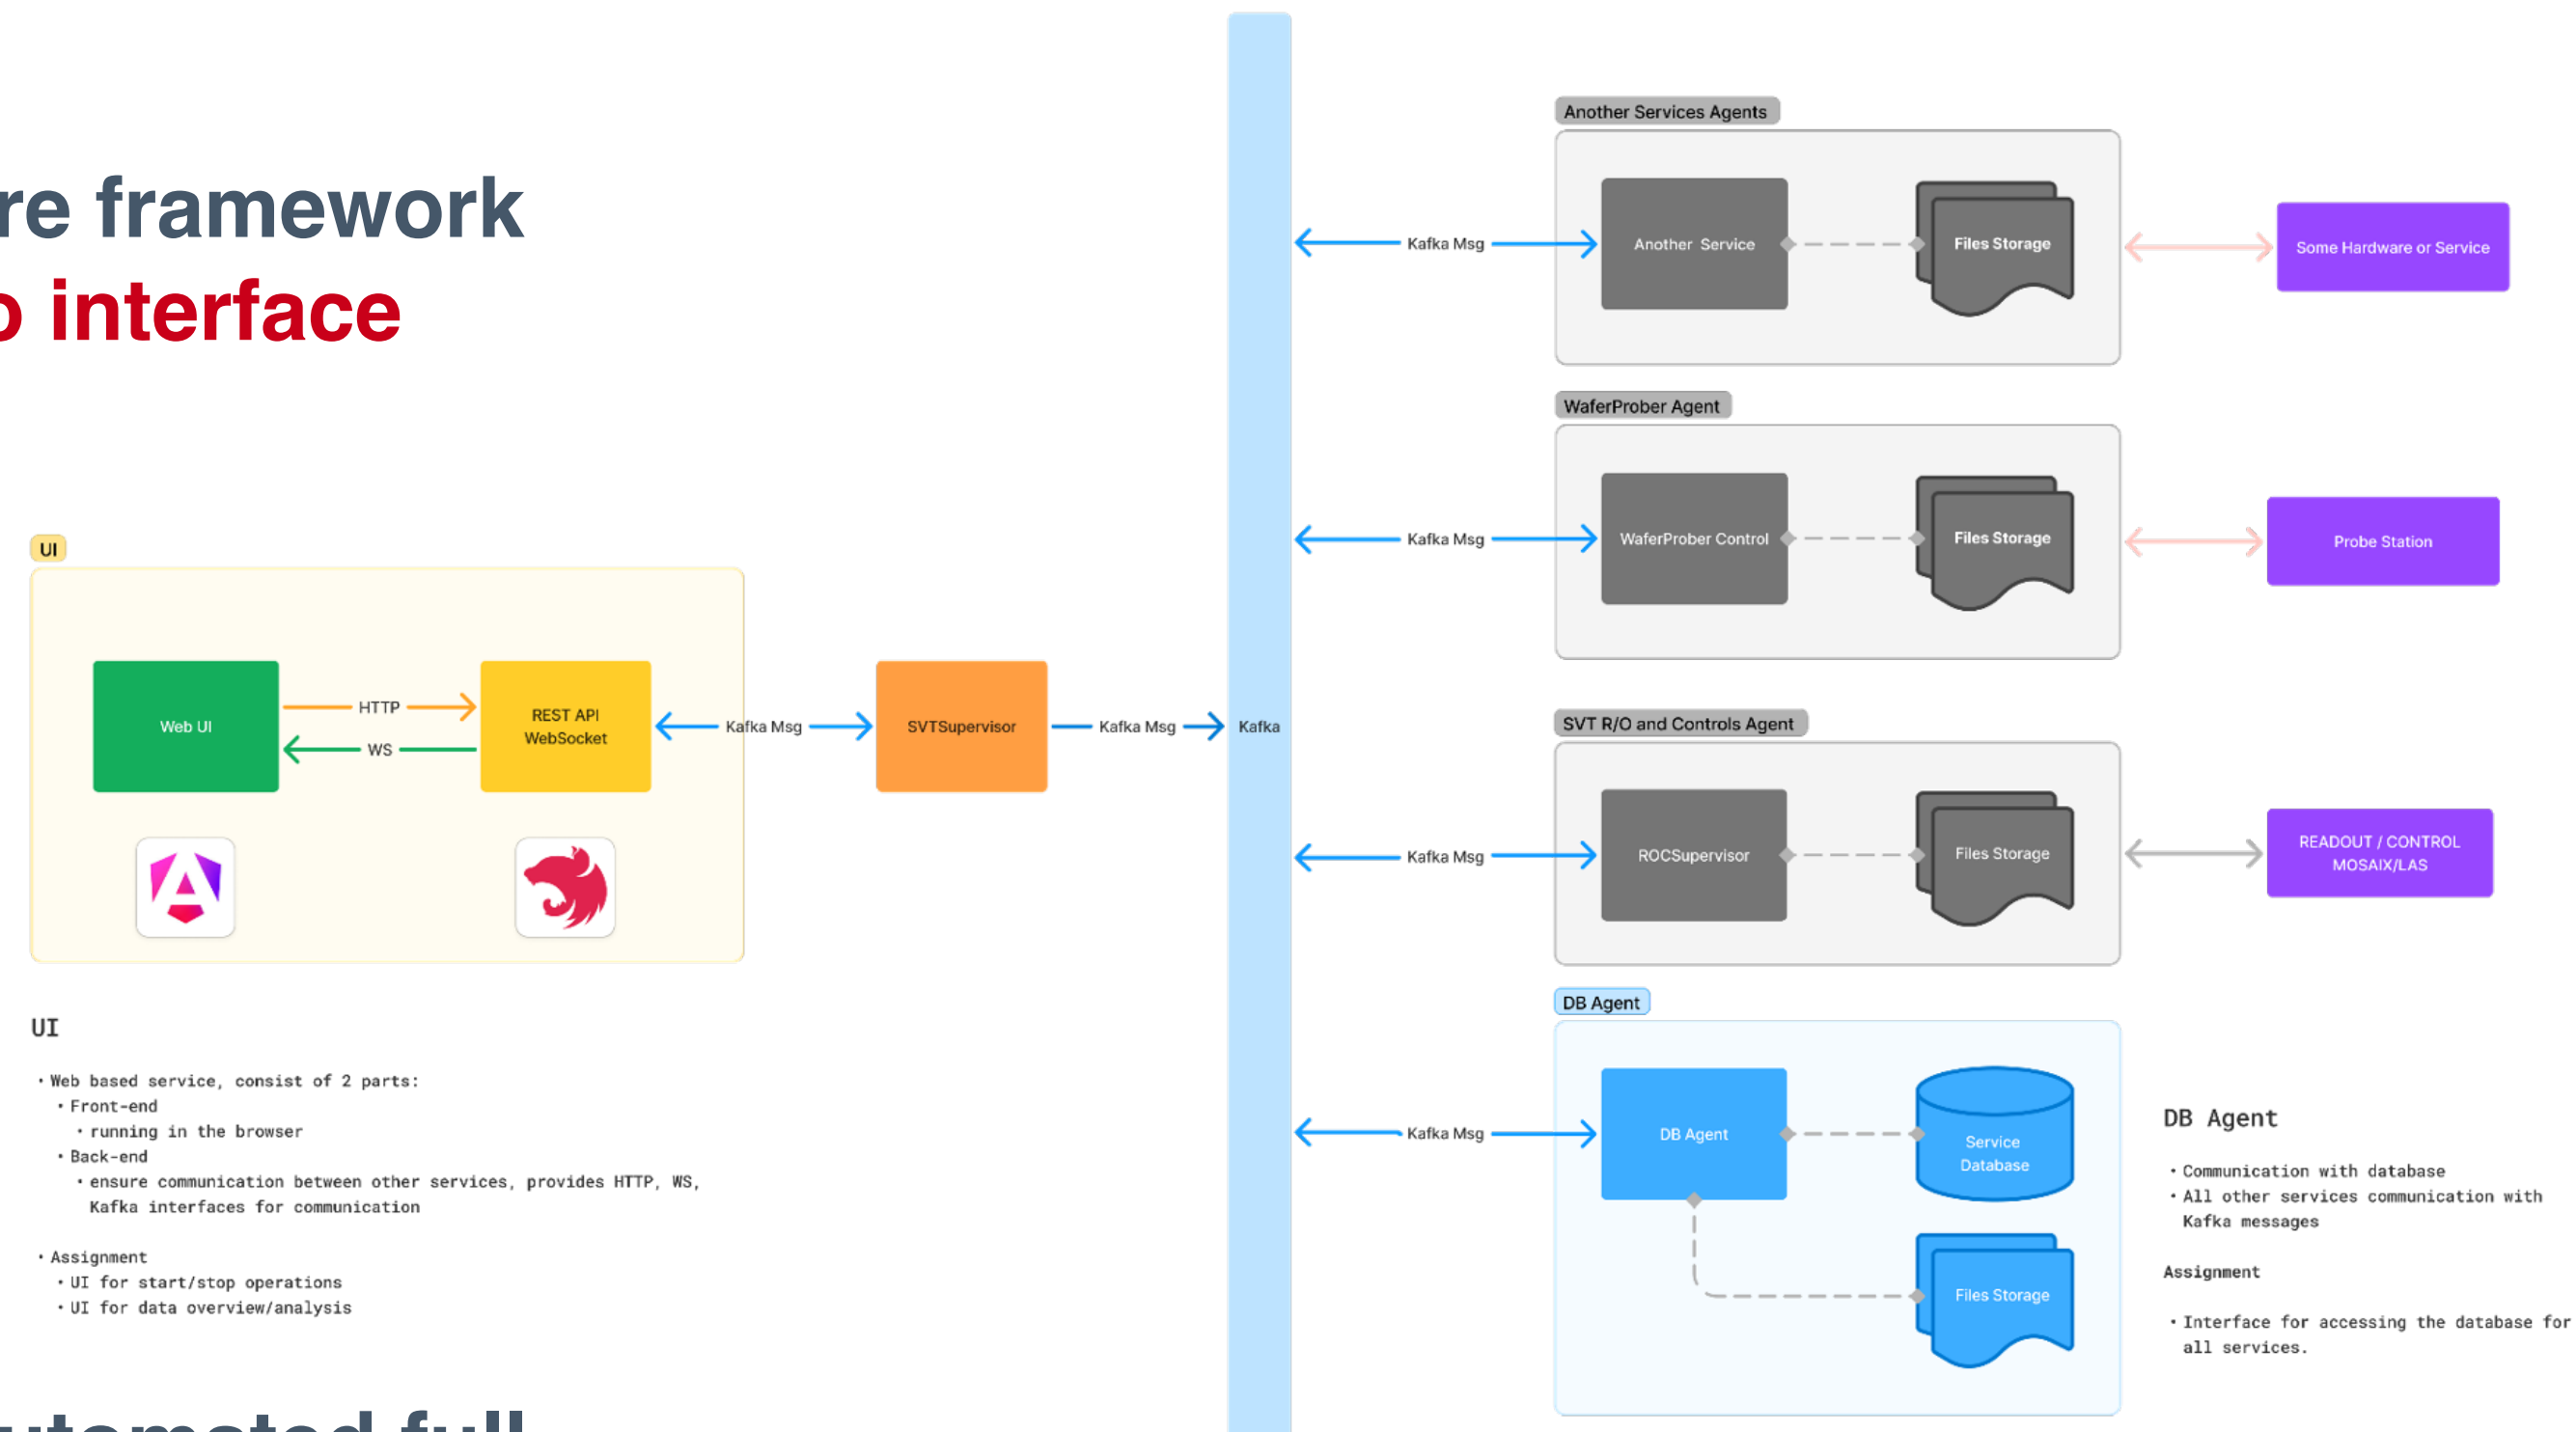 re framework
interface
UI
Web UI
HTTP
WS
REST API
WebSocket
Kafka Msg
SVTSupervisor
Kafka Msg
Kafka
Another Services Agents
Kafka Msg
Another Service
Files Storage
Some Hardware or Service
WaferProber Agent
Kafka Msg
WaferProber Control
Files Storage
Probe Station
SVT R/O and Controls Agent
Kafka Msg
ROCSupervisor
Files Storage
READOUT / CONTROL
MOSAIX/LAS
DB Agent
Kafka Msg
DB Agent
Service
Database
Files Storage
UI
• Web based service, consist of 2 parts:
• Front-end
• running in the browser
• Back-end
• ensure communication between other services, provides HTTP, WS,
Kafka interfaces for communication
• Assignment
• UI for start/stop operations
• UI for data overview/analysis
DB Agent
• Communication with database
• All other services communication with
Kafka messages
Assignment
• Interface for accessing the database for
all services.
utomated full